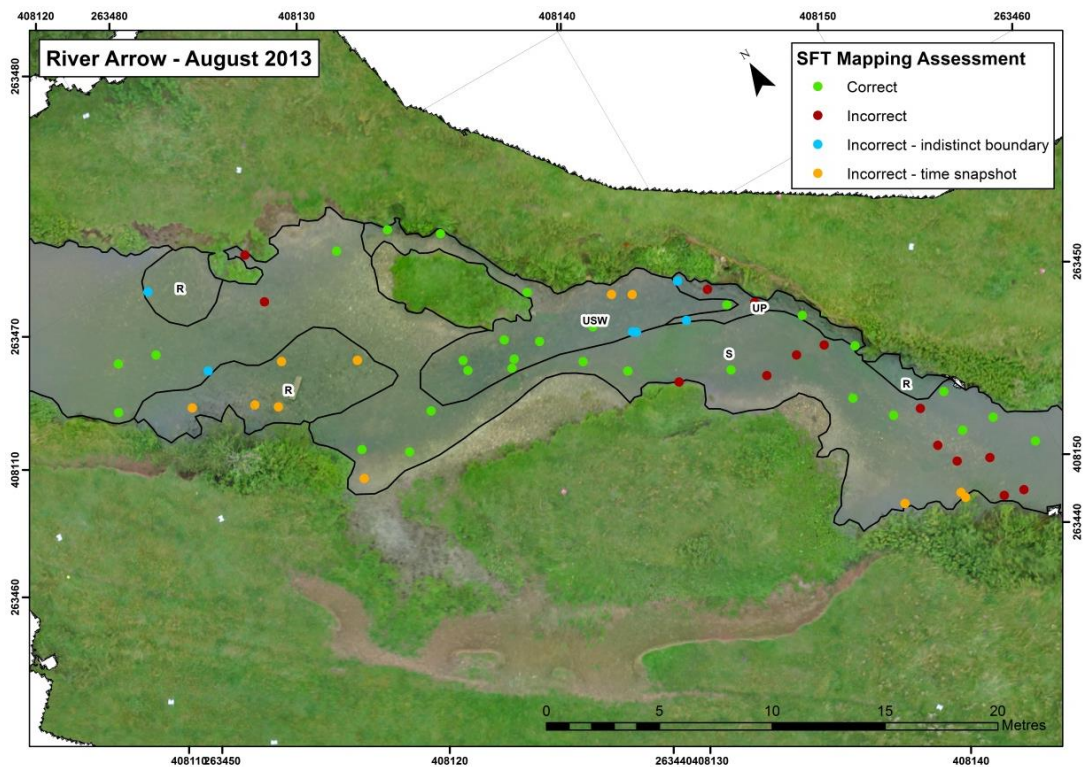 408120
263480
408130
408140
408150
263460
River Arrow - August 2013
N
SFT Mapping Assessment
Correct
Incorrect
Incorrect - indistinct boundary
Incorrect - time snapshot
263480
263450
263470
R
USW
UP
S
R
R
408110
408150
263440
263460
0 5 10 15 20
Metres
408110
263450
408120
263440
408130
408140